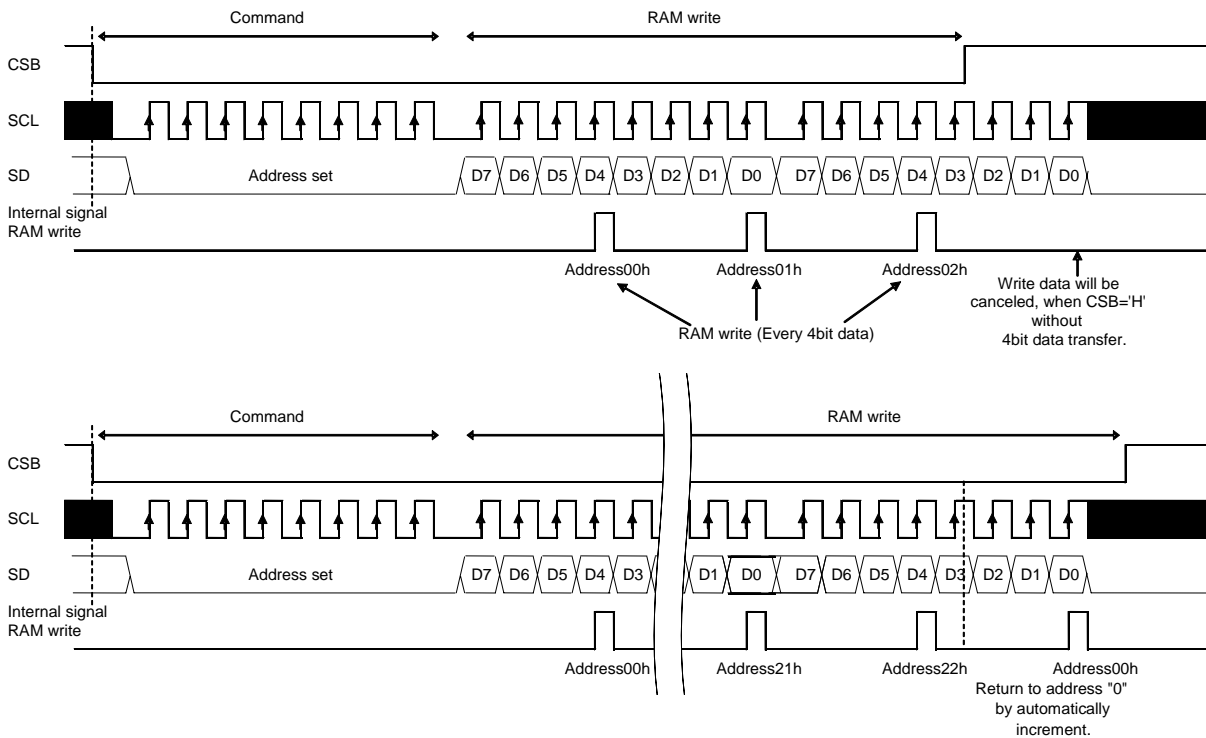 Command RAM write
CSB
SCL
SD Address set D7 D6 D5 D4 D3 D2 D1 D0 D7 D6 D5 D4 D3 D2 D1 D0
Internal signal
RAM write
Address00h Address01h Address02h
RAM write (Every 4bit data)
Write data will be
canceled, when CSB='H'
without
4bit data transfer.
Command RAM write
CSB
SCL
SD Address set D7 D6 D5 D4 D3 D1 D0 D7 D6 D5 D4 D3 D2 D1 D0
Internal signal
RAM write
Address00h Address21h Address22h Address00h
Return to address "0"
by automatically
increment.